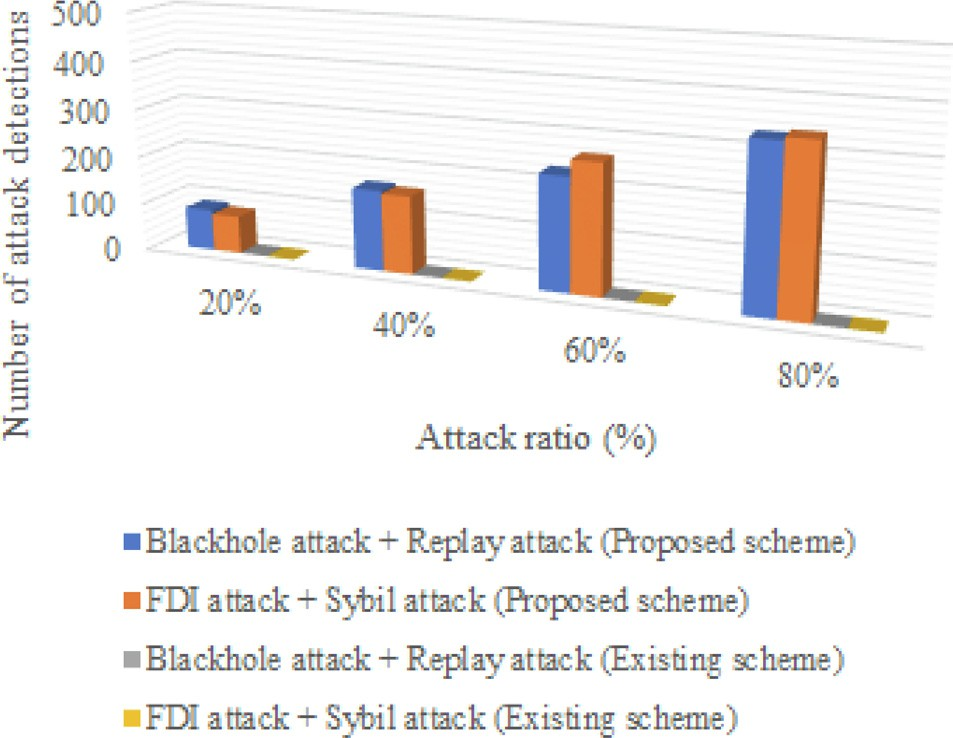 Number of attack detections
500
400
300
200
100
0
20%
40%
60%
80%
Attack ratio (%)
Blackhole attack + Replay attack (Proposed scheme)
FDI attack + Sybil attack (Proposed scheme)
Blackhole attack + Replay attack (Existing scheme)
FDI attack + Sybil attack (Existing scheme)